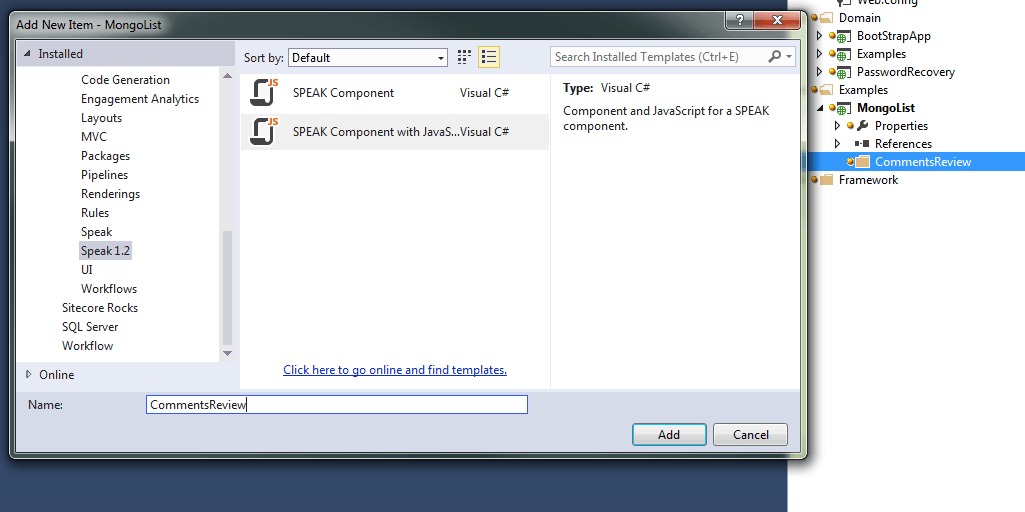 Add New Item - MongoList
?
Installed
Code Generation
Engagement Analytics
Layouts
MVC
Packages
Pipelines
Renderings
Rules
Speak
Speak 1.2
UI
Workflows
Sitecore Rocks
SQL Server
Workflow
Online
Sort by: Default
JS SPEAK Component Visual C#
JS SPEAK Component with JavaS...Visual C#
Click here to go online and find templates.
Search Installed Templates (Ctrl+E)
Type: Visual C#
Component and JavaScript for a SPEAK
component.
Name: CommentsReview
Add Cancel
Web.config
Domain
BootStrapApp
Examples
PasswordRecovery
Examples
MongoList
Properties
References
CommentsReview
Framework